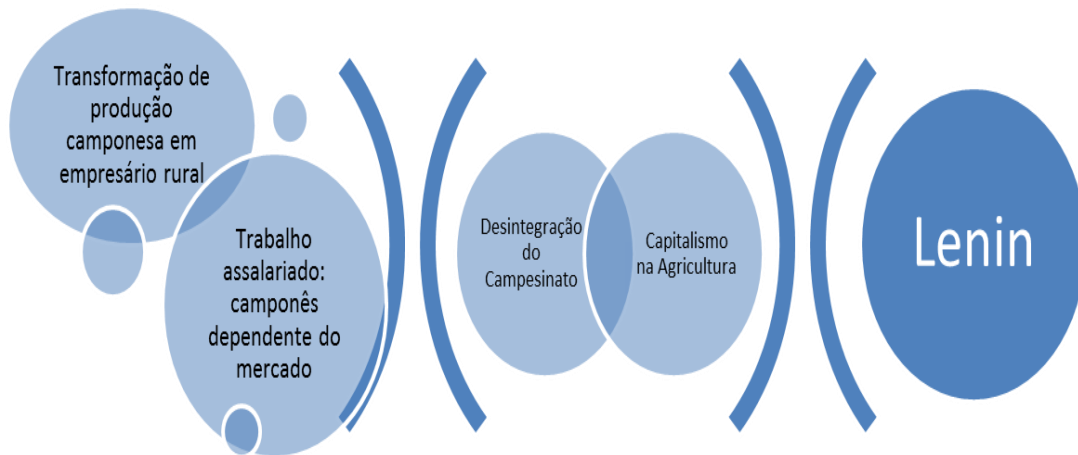 Transformação de
produção
camponesa em
empresário rural
Trabalho
assalariado:
camponês
dependente do
mercado
Desintegração
do
Campesinato
Capitalismo
na Agricultura
Lenin